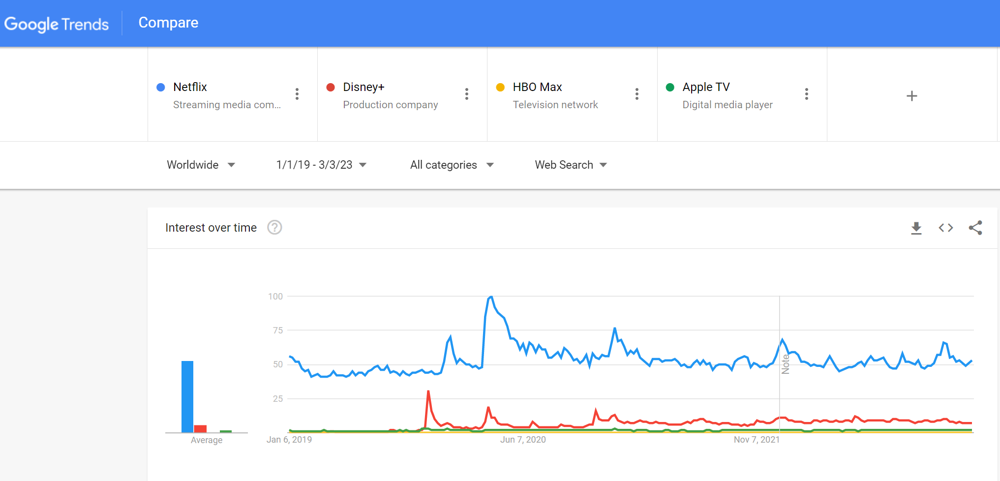 Google Trends Compare
Netflix
Streaming media com...
Disney+
Production company
HBO Max
Television network
Apple TV
Digital media player
+
Worldwide
1/1/19 - 3/3/23
All categories
Web Search
Interest over time ?
100
75
50
25
Note
Average
Jan 6, 2019
Jun 7, 2020
Nov 7, 2021